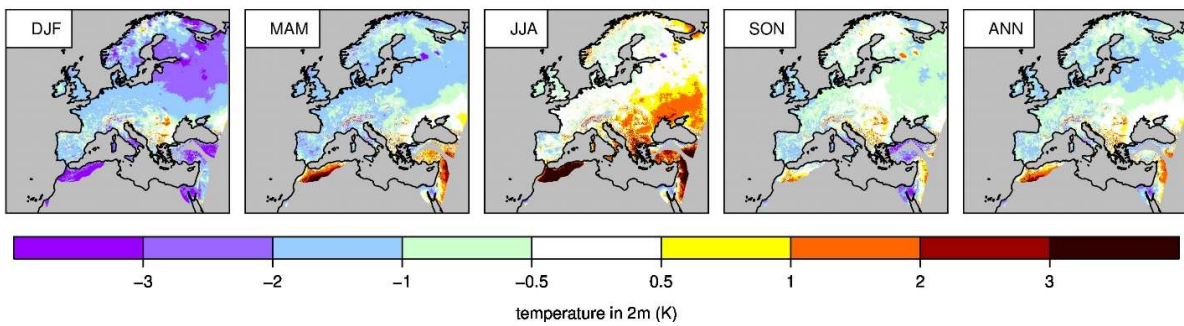 DJF MAM JJA SON ANN
−3 −2 −1 −0.5 0.5 1 2 3
temperature in 2m (K)